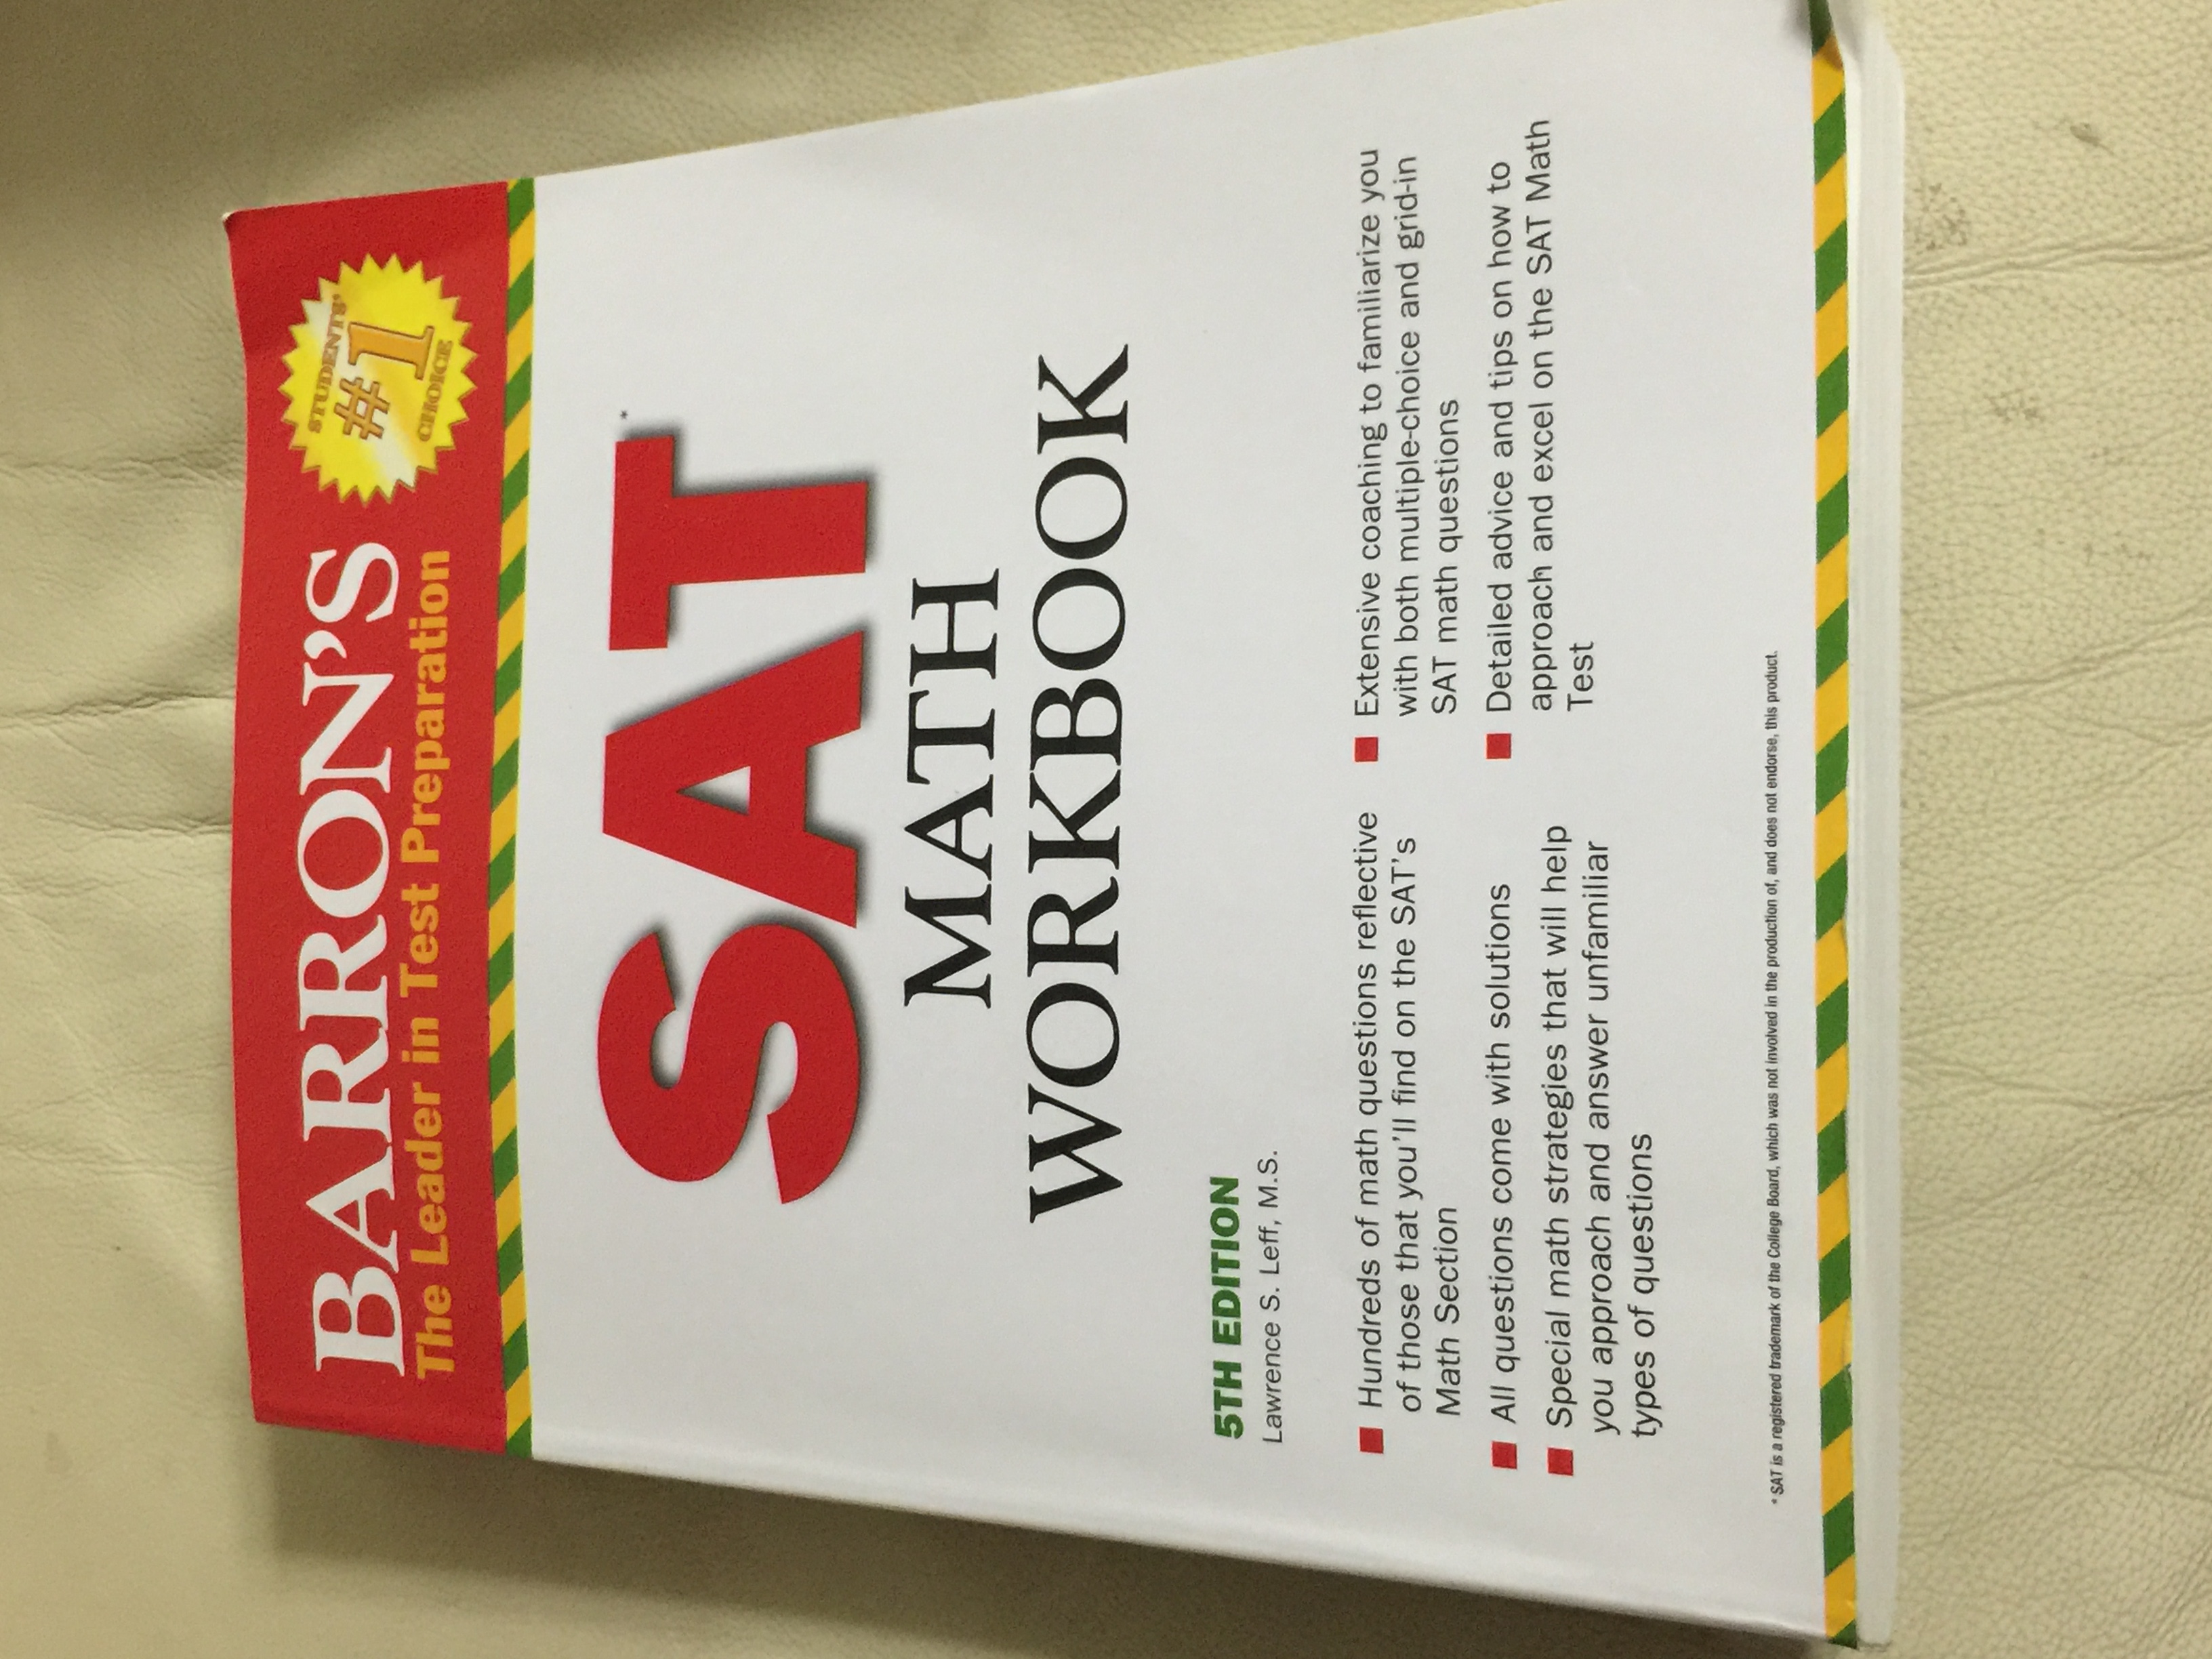 BARRON'S
The Leader in Test Preparation
STUDENTS'
#1
CHOICE
SAT*
MATH
WORKBOOK
5TH EDITION
Lawrence S. Leff, M.S.
■ Hundreds of math questions reflective
of those that you'll find on the SAT's
Math Section
■ All questions come with solutions
■ Special math strategies that will help
you approach and answer unfamiliar
types of questions
■ Extensive coaching to familiarize you
with both multiple-choice and grid-in
SAT math questions
■ Detailed advice and tips on how to
approach and excel on the SAT Math
Test
* SAT is a registered trademark of the College Board, which was not involved in the production of, and does not endorse, this product.